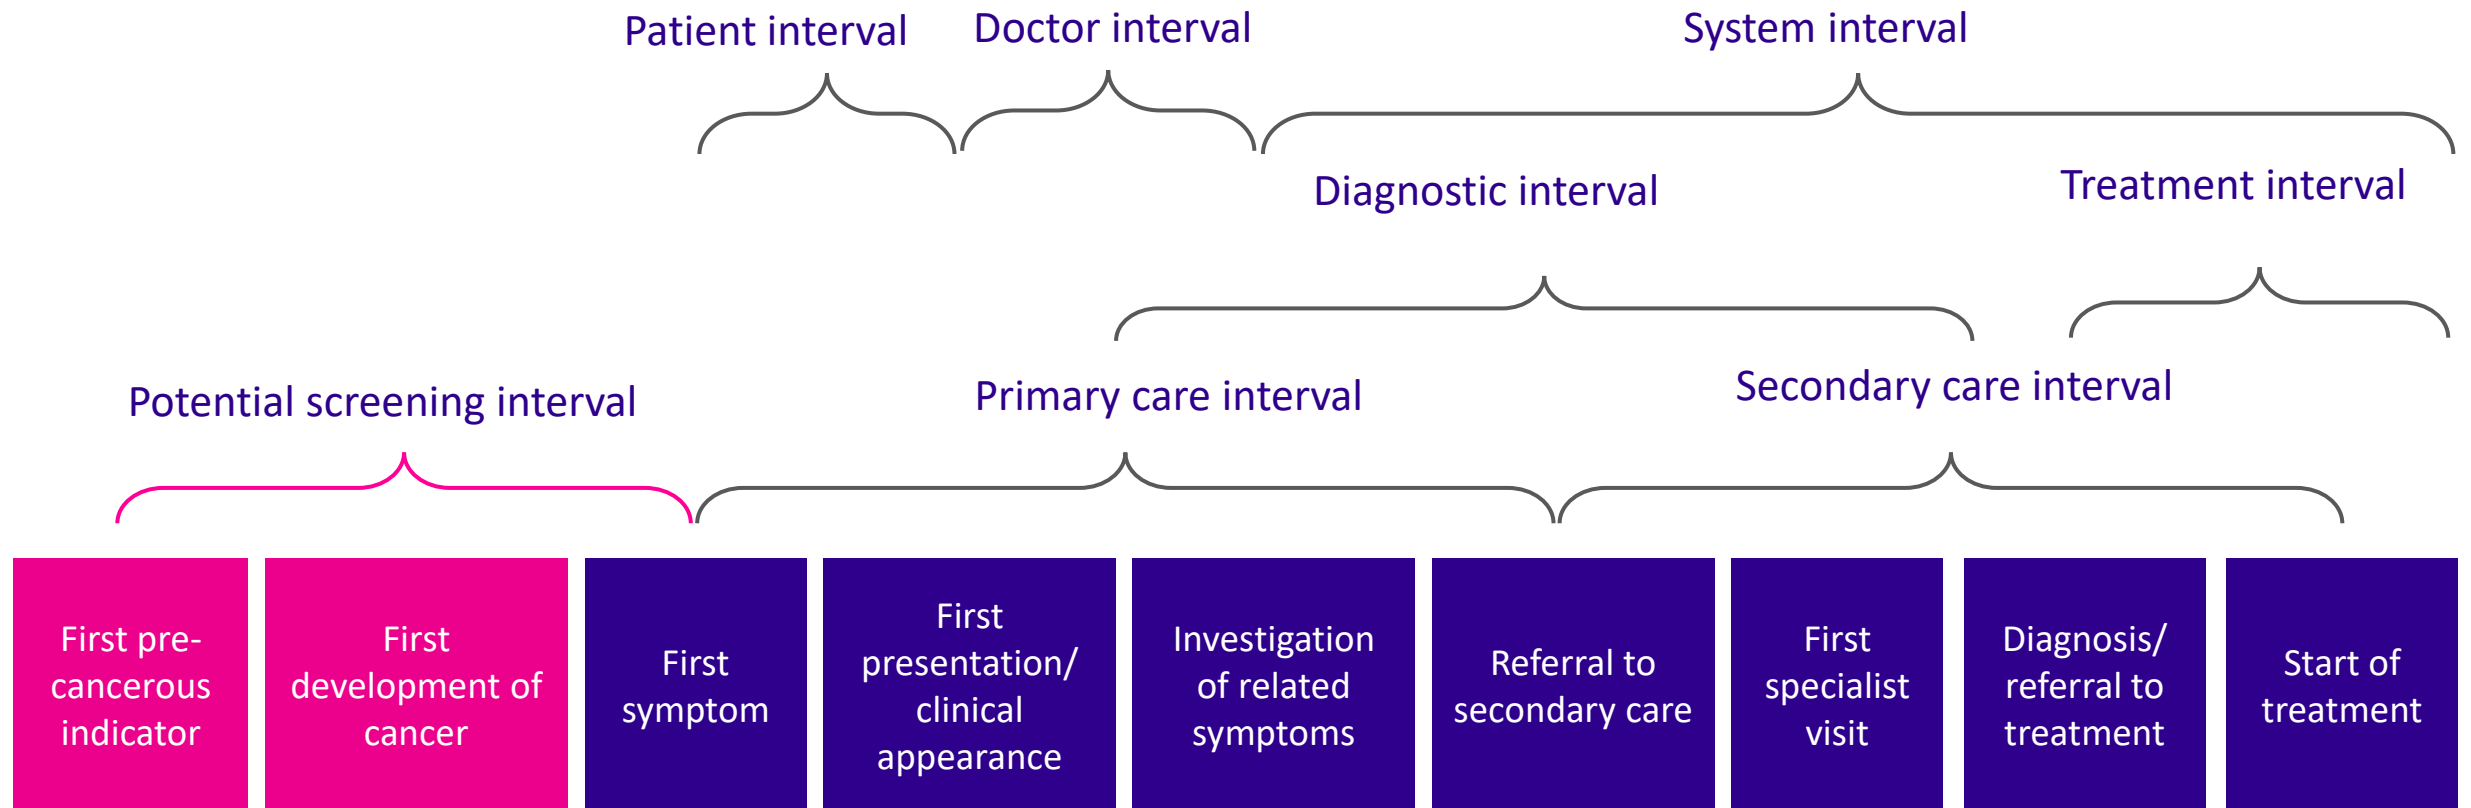 Patient interval
Doctor interval
System interval
Diagnostic interval
Treatment interval
Potential screening interval
Primary care interval
Secondary care interval
First pre-
cancerous
indicator
First
development of
cancer
First
symptom
First
presentation/
clinical
appearance
Investigation
of related
symptoms
Referral to
secondary care
First
specialist
visit
Diagnosis/
referral to
treatment
Start of
treatment